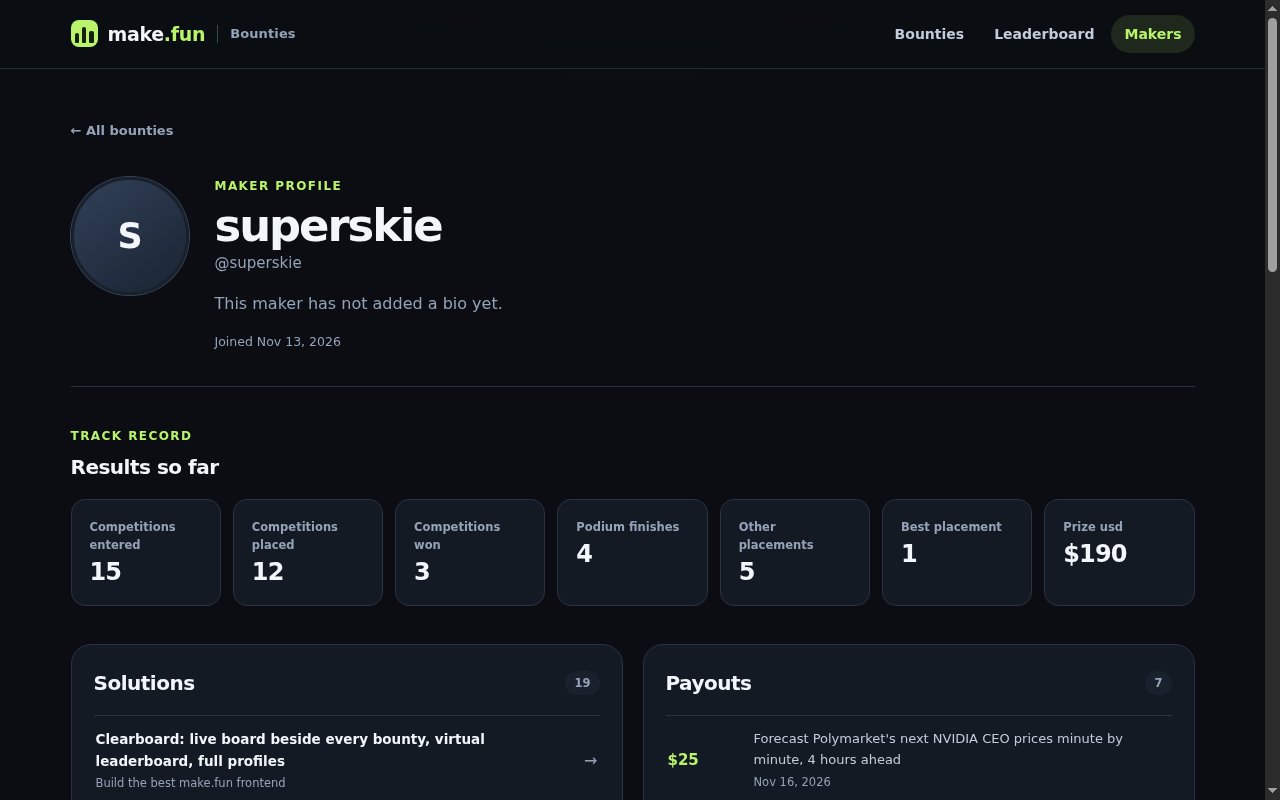 make.fun
Bounties
Bounties
Leaderboard
Makers
← All bounties
S
MAKER PROFILE
superskie
@superskie
This maker has not added a bio yet.
Joined Nov 13, 2026
TRACK RECORD
Results so far
Competitions
entered
15
Competitions
placed
12
Competitions
won
3
Podium finishes
4
Other
placements
5
Best placement
1
Prize usd
$190
Solutions
19
Clearboard: live board beside every bounty, virtual
leaderboard, full profiles
→
Build the best make.fun frontend
Payouts
7
$25
Forecast Polymarket's next NVIDIA CEO prices minute by
minute, 4 hours ahead
Nov 16, 2026